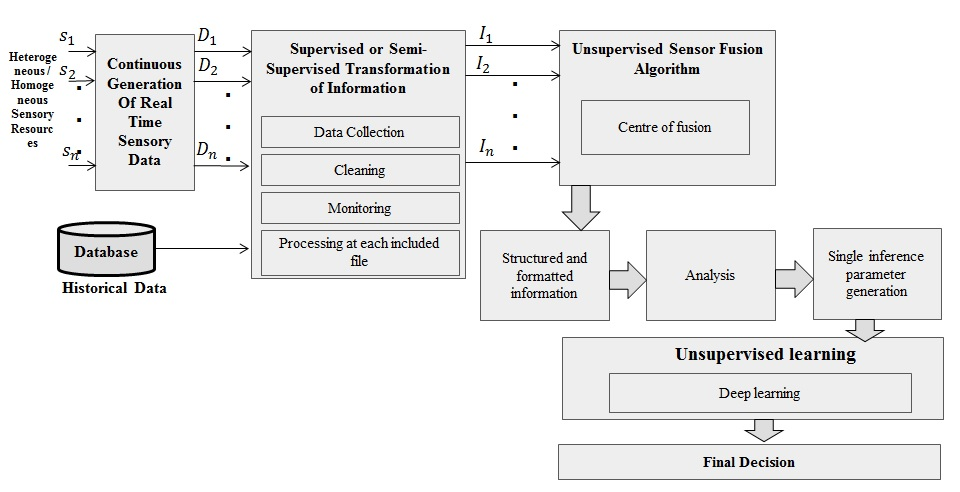 Heteroge
neous/
Homoge
neous
Sensory
Resourc
es
S1
S2
Sn
Continuous
Generation
Of Real
Time
Sensory
Data
D1
D2
Dn
Database
Historical Data
Supervised or Semi-
Supervised Transformation
of Information
Data Collection
Cleaning
Monitoring
Processing at each included
file
I1
I2
In
Unsupervised Sensor Fusion
Algorithm
Centre of fusion
Structured and
formatted
information
Analysis
Single inference
parameter
generation
Unsupervised learning
Deep learning
Final Decision